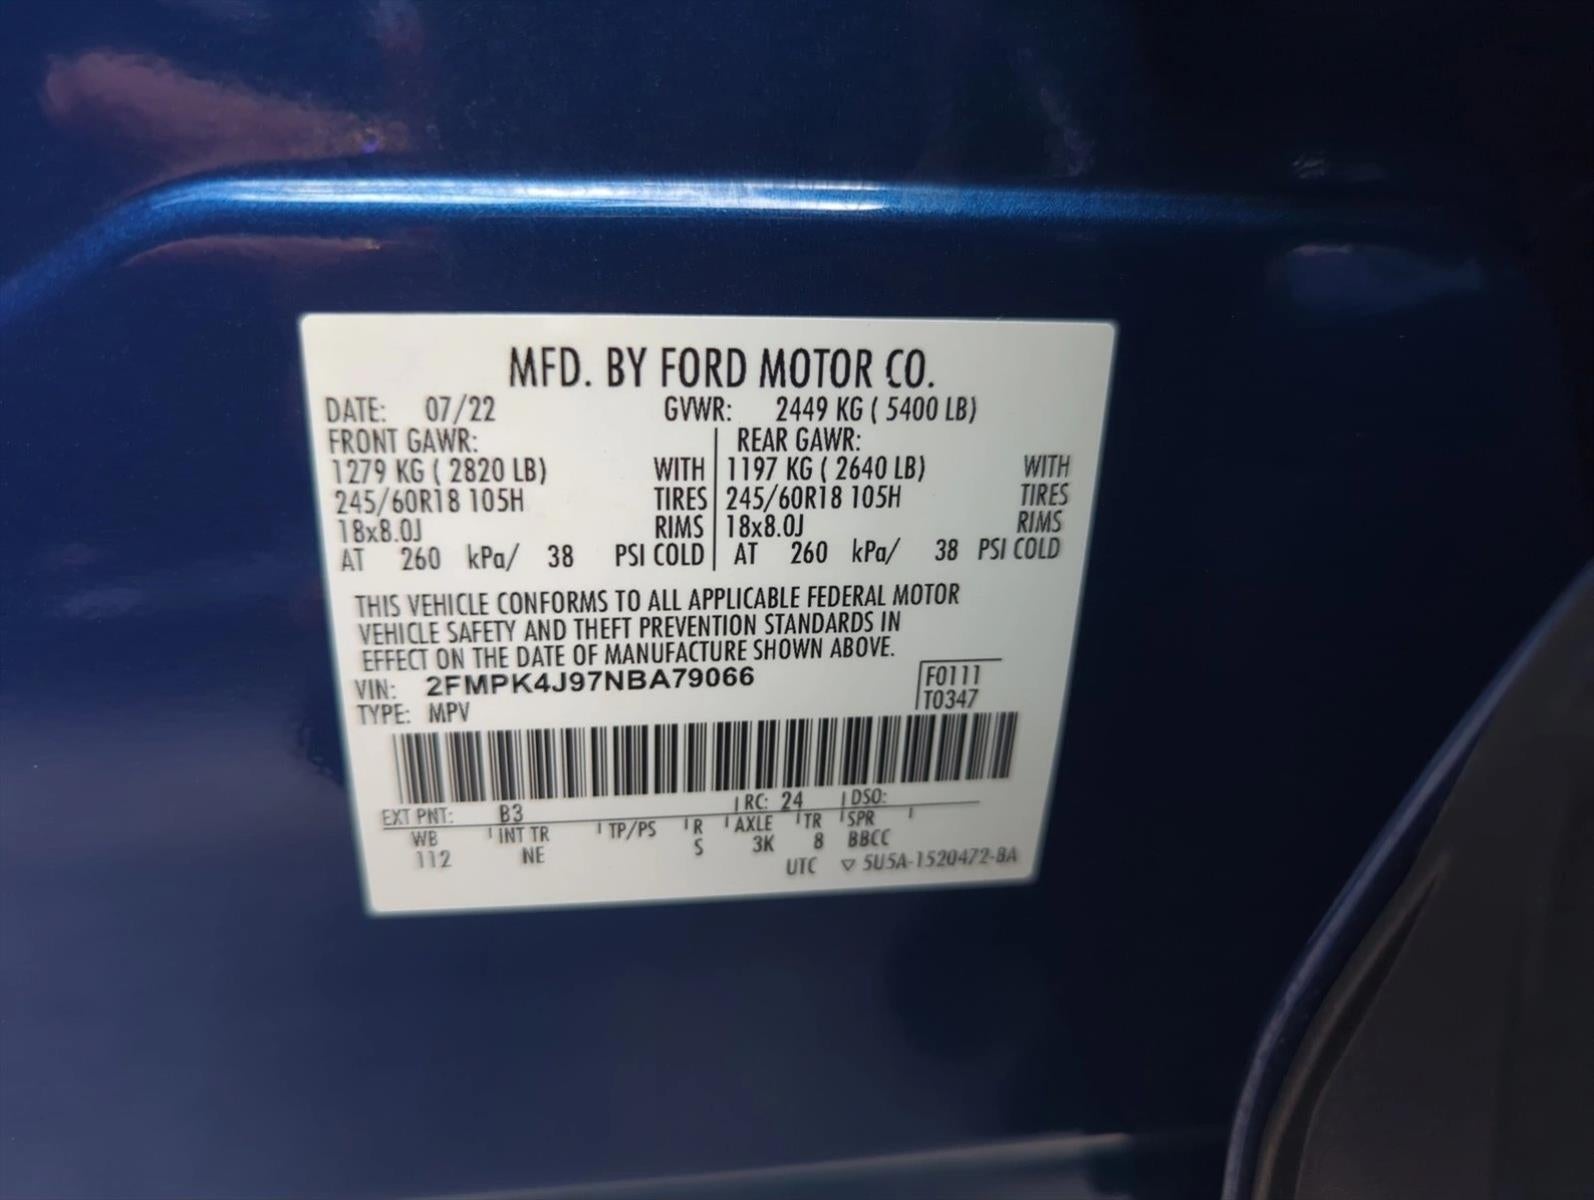 MFD. BY FORD MOTOR CO.
DATE: 07/22 GVWR: 2449 KG ( 5400 LB)
FRONT GAWR: REAR GAWR:
1279 KG ( 2820 LB) WITH 1197 KG ( 2640 LB) WITH
245/60R18 105H TIRES 245/60R18 105H TIRES
18x8.0J RIMS 18x8.0J RIMS
AT 260 kPa/ 38 PSI COLD AT 260 kPa/ 38 PSI COLD
THIS VEHICLE CONFORMS TO ALL APPLICABLE FEDERAL MOTOR
VEHICLE SAFETY AND THEFT PREVENTION STANDARDS IN
EFFECT ON THE DATE OF MANUFACTURE SHOWN ABOVE.
VIN: 2FMPK4J97NBA79066 F0111
TYPE: MPV T0347
EXT PNT: B3 RC: 24 DSO:
WB INT TR TP/PS R AXLE TR SPR
112 NE S 3K 8 BBCC
UTC ▽ 5U5A-1520472-BA